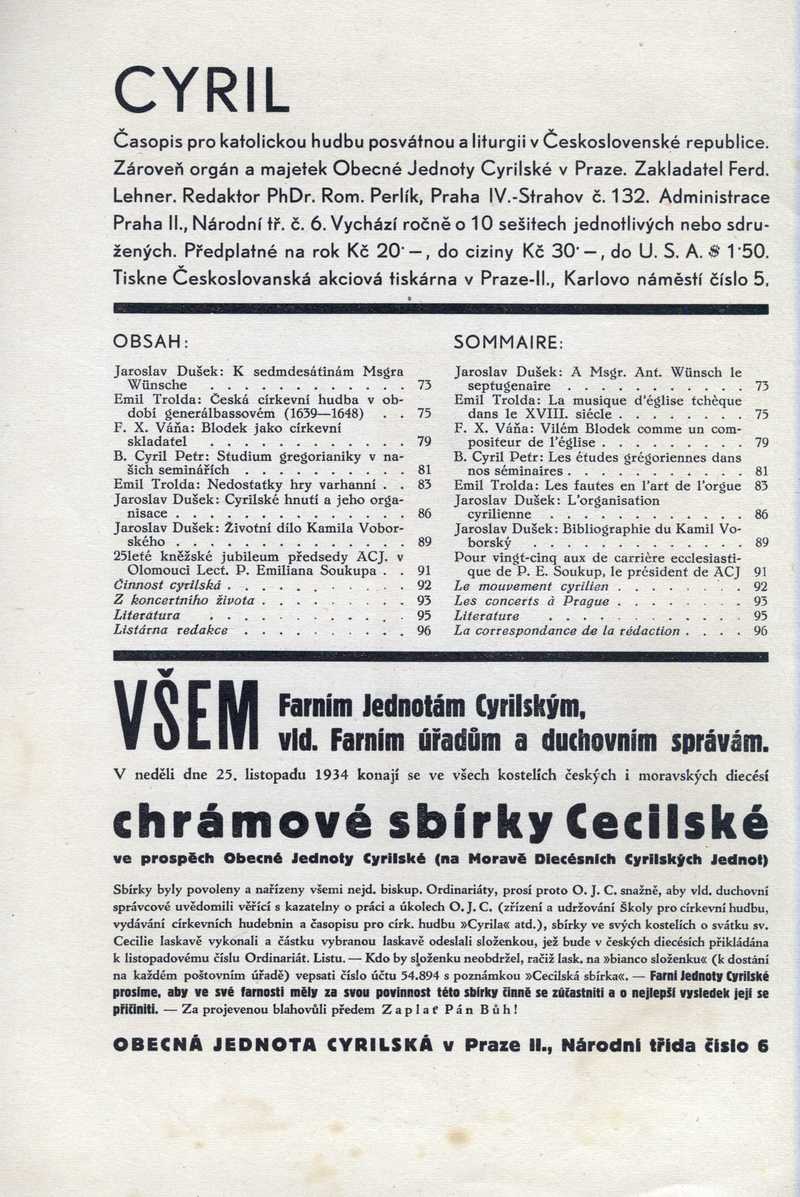 CYRIL
Časopis pro katolickou hudbu posvátnou a liturgii v Československé republice.
Zároveň orgán a majetek Obecné Jednoty Cyrilské v Praze. Zakladatel Ferd.
Lehner. Redaktor PhDr. Rom. Perlík, Praha IV.-Strahov č. 132. Administrace
Praha II., Národní tř. č. 6. Vychází ročně o 10 sešitech jednotlivých nebo sdru-
žených. Předplatné na rok Kč 20·—, do ciziny Kč 30·—, do U. S. A. $ 1·50.
Tiskne Českoslovanská akciová tiskárna v Praze-II., Karlovo náměstí číslo 5.
OBSAH:
Jaroslav Dušek: K sedmdesátinám Msgra
Wünsche . . . . . . . . . . . . 73
Emil Trolda: Česká církevní hudba v ob-
dobí generálbassovém (1639—1648) . . 75
F. X. Váňa: Blodek jako církevní
skladatel . . . . . . . . . . . . 79
B. Cyril Petr: Studium gregorianiky v na-
šich seminářích . . . . . . . . . . 81
Emil Trolda: Nedostatky hry varhanní . . 83
Jaroslav Dušek: Cyrilské hnutí a jeho orga-
nisace . . . . . . . . . . . . . . 86
Jaroslav Dušek: Životní dílo Kamila Vobor-
ského . . . . . . . . . . . . . . 89
25leté kněžské jubileum předsedy ACJ. v
Olomouci Lect. P. Emiliana Soukupa . . 91
Činnost cyrilská . . . . . . . . . . . 92
Z koncertního života . . . . . . . . . 93
Literatura . . . . . . . . . . . . 95
Listárna redakce . . . . . . . . . . 96
SOMMAIRE:
Jaroslav Dušek: A Msgr. Ant. Wünsch le
septugenaire . . . . . . . . . . . 73
Emil Trolda: La musique d'église tchèque
dans le XVIII. siécle . . . . . . . . 75
F. X. Váňa: Vilém Blodek comme un com-
positeur de l'église . . . . . . . . . 79
B. Cyril Petr: Les études grégoriennes dans
nos séminaires . . . . . . . . . . . 81
Emil Trolda: Les fautes en l'art de l'orgue 83
Jaroslav Dušek: L'organisation
cyrilienne . . . . . . . . . . . . 86
Jaroslav Dušek: Bibliographie du Kamil Vo-
borský . . . . . . . . . . . . . 89
Pour vingt-cinq aux de carrière ecclesiasti-
que de P. E. Soukup, le président de ACJ 91
Le mouvement cyrilien . . . . . . . . 92
Les concerts à Prague . . . . . . . . 93
Literature . . . . . . . . . . . . 95
La correspondance de la rédaction . . . . 96
VŠEM Farním Jednotám Cyrilským,
vld. Farním úřadům a duchovním správám.
V neděli dne 25. listopadu 1934 konají se ve všech kostelích českých i moravských diecésí
chrámové sbírky Cecilské
ve prospěch Obecné Jednoty Cyrilské (na Moravě Diecésních Cyrilských Jednot)
Sbírky byly povoleny a nařízeny všemi nejd. biskup. Ordinariáty, prosí proto O. J. C. snažně, aby vld. duchovní
správcové uvědomili věřící s kazatelny o práci a úkolech O. J. C. (zřízení a udržování Školy pro církevní hudbu,
vydávání církevních hudebnin a časopisu pro círk. hudbu »Cyrila« atd.), sbírky ve svých kostelích o svátku sv.
Cecilie laskavě vykonali a částku vybranou laskavě odeslali složenkou, jež bude v českých diecésích přikládána
k listopadovému číslu Ordinariát. Listu. — Kdo by složenku neobdržel, račiž lask. na »bianco složenku« (k dostání
na každém poštovním úřadě) vepsati číslo účtu 54.894 s poznámkou »Cecilská sbírka«. — Farní Jednoty Cyrilské
prosíme, aby ve své farnosti měly za svou povinnost této sbírky činně se zúčastniti a o nejlepší vysledek její se
přičiniti. — Za projevenou blahovůli předem Zaplať Pán Bůh!
OBECNÁ JEDNOTA CYRILSKÁ v Praze II., Národní třída číslo 6